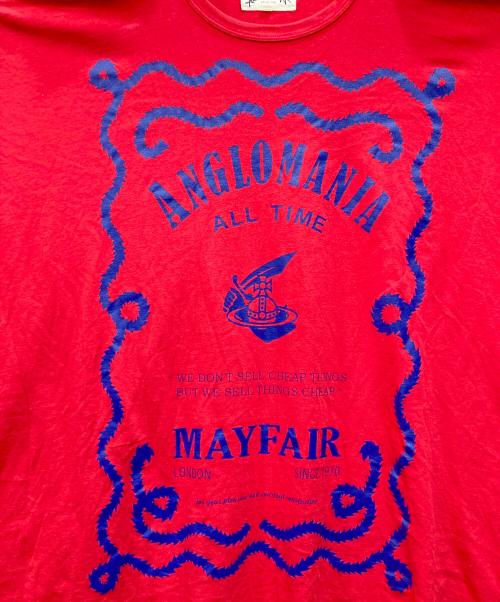 ANGLOMANIA
ALL TIME
WE DON'T SELL CHEAP THINGS
BUT WE SELL THINGS CHEAP
MAYFAIR
LONDON SINCE 1970